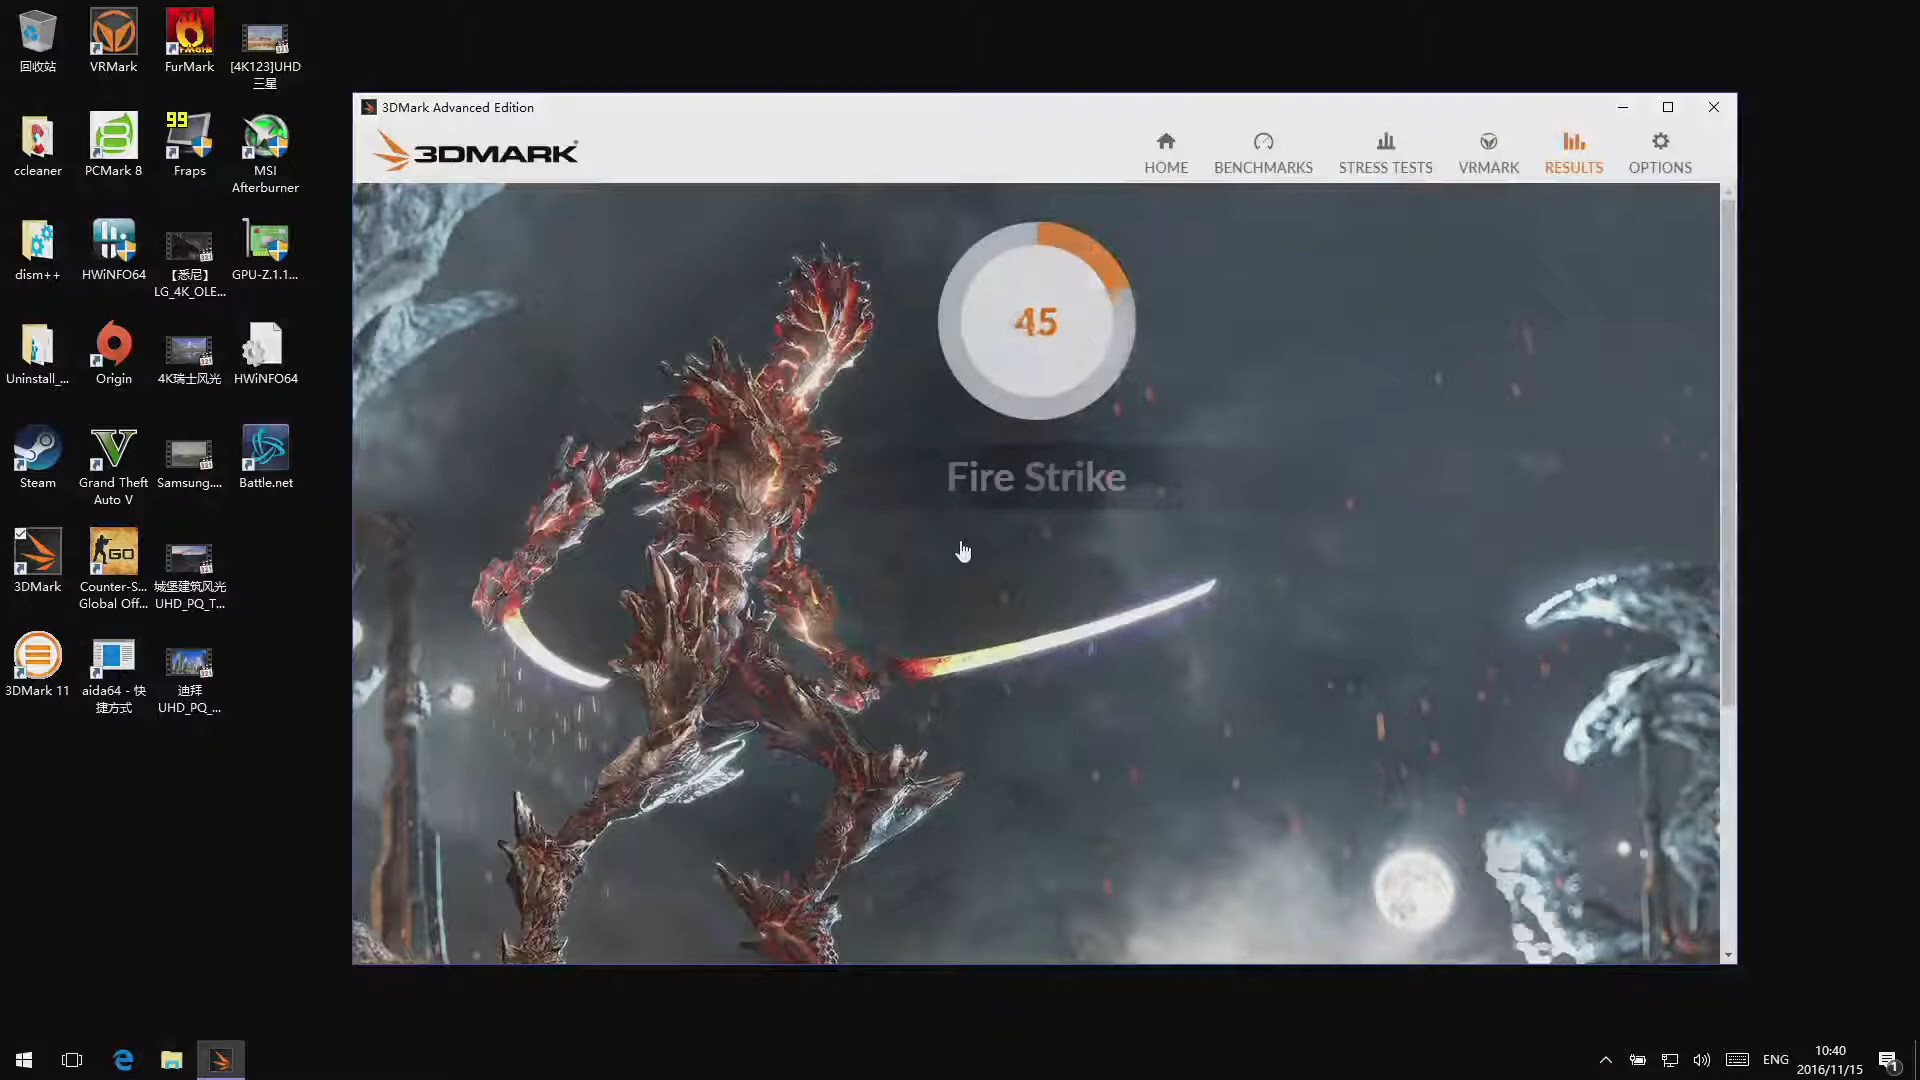 回收站
VRMark
FurMark
[4K123]UHD
三星
ccleaner
PCMark 8
99
Fraps
MSI
Afterburner
dism++
HWiNFO64
【悉尼】
LG_4K_OLE...
GPU-Z.1.1...
Uninstall_...
Origin
4K瑞士风光
HWiNFO64
Steam
Grand Theft
Auto V
Samsung....
Battle.net
3DMark
GO
Counter-S...
Global Off...
城堡建筑风光
UHD_PQ_T...
3DMark 11
aida64 - 快
捷方式
迪拜
UHD_PQ_...
3DMark Advanced Edition
3DMARK
HOME
BENCHMARKS
STRESS TESTS
VRMARK
RESULTS
OPTIONS
45
Fire Strike
ENG
10:40
2016/11/15
1